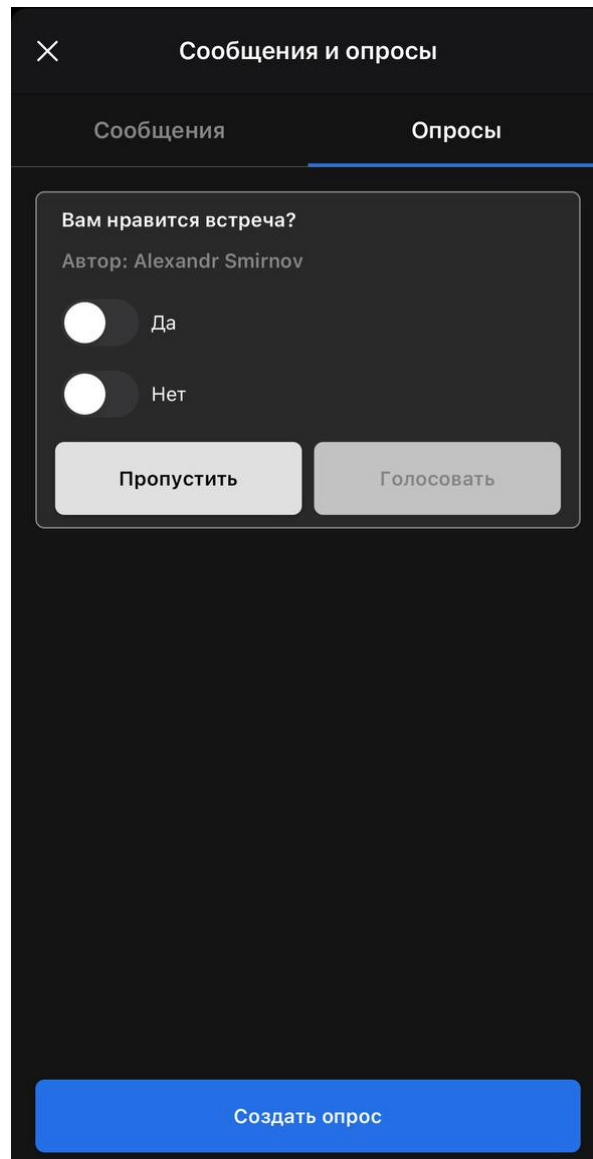 Сообщения и опросы
Сообщения
Опросы
Вам нравится встреча?
Автор: Alexandr Smirnov
Да
Нет
Пропустить
Голосовать
Создать опрос